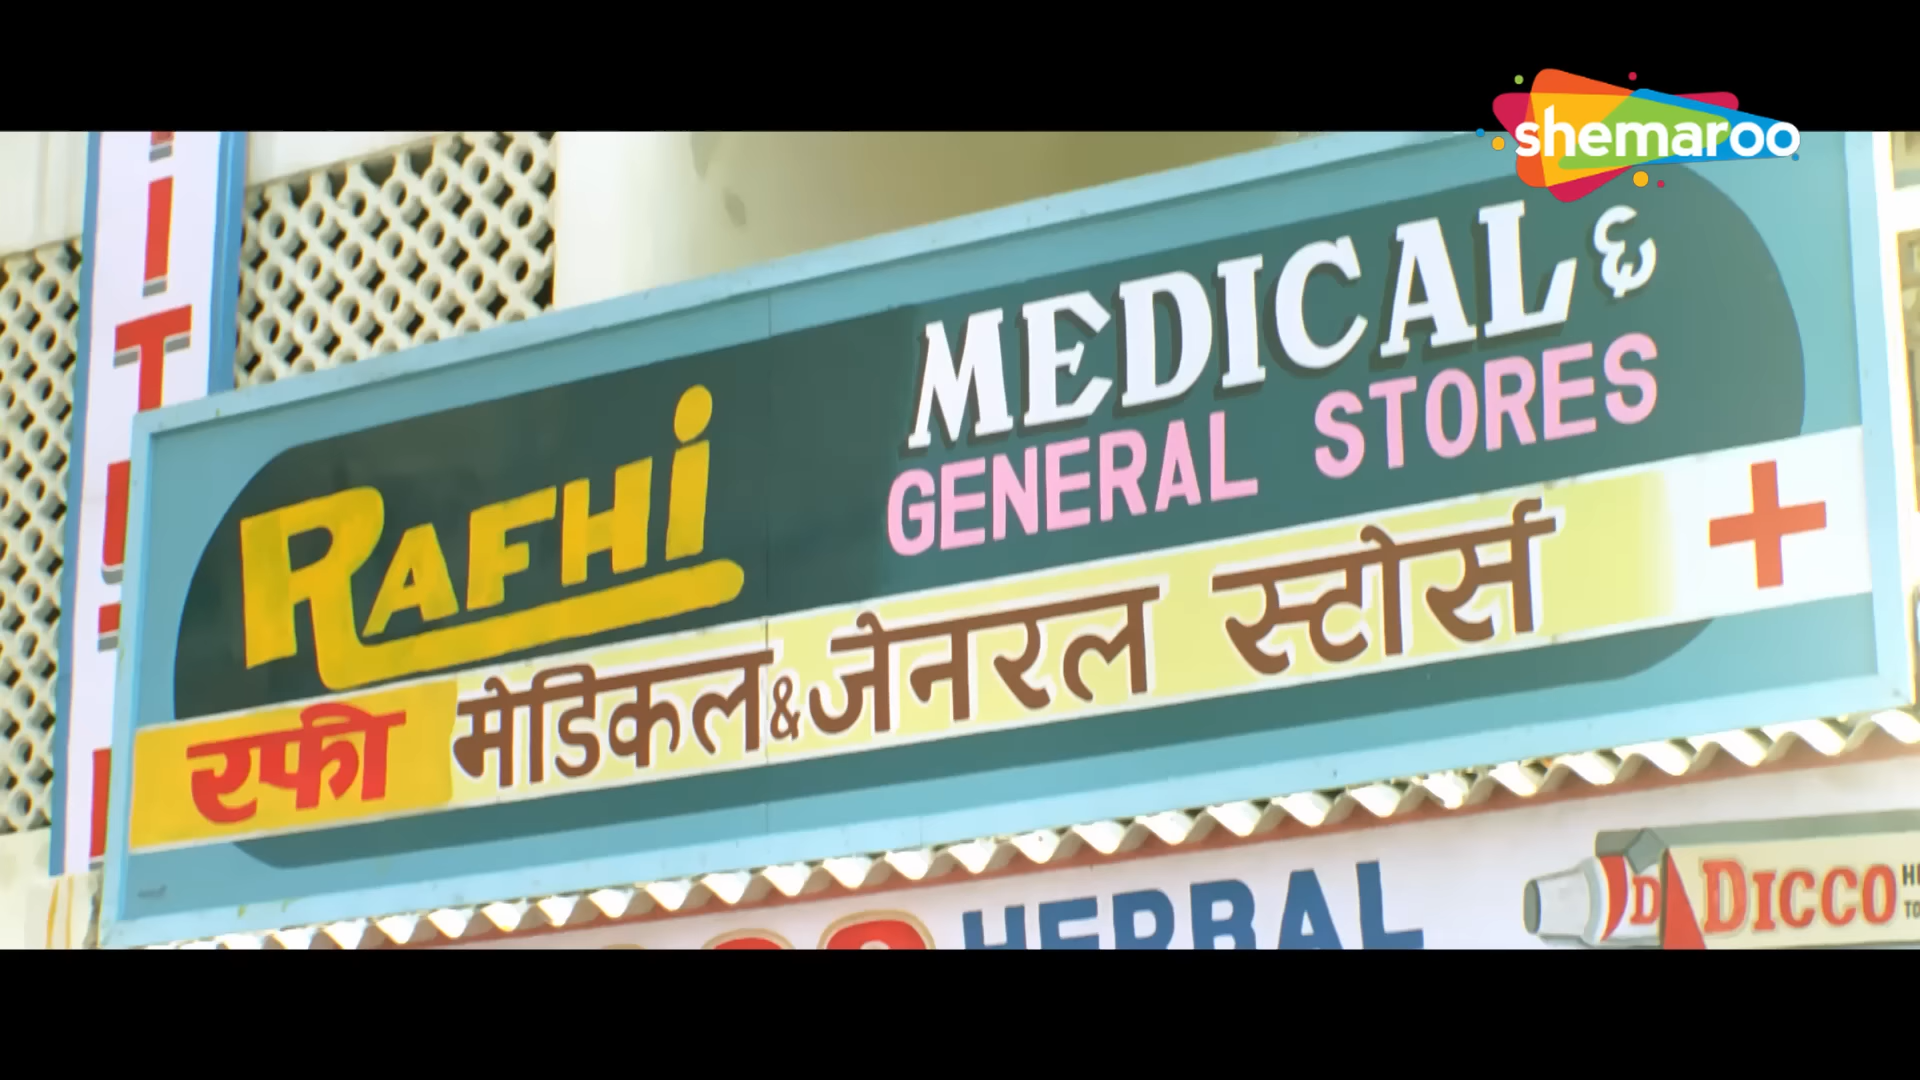 shemaroo
RAFHi
MEDICAL &
GENERAL STORES
रफी मेडिकल & जेनरल स्टोर्स
HERBAL
DICCO